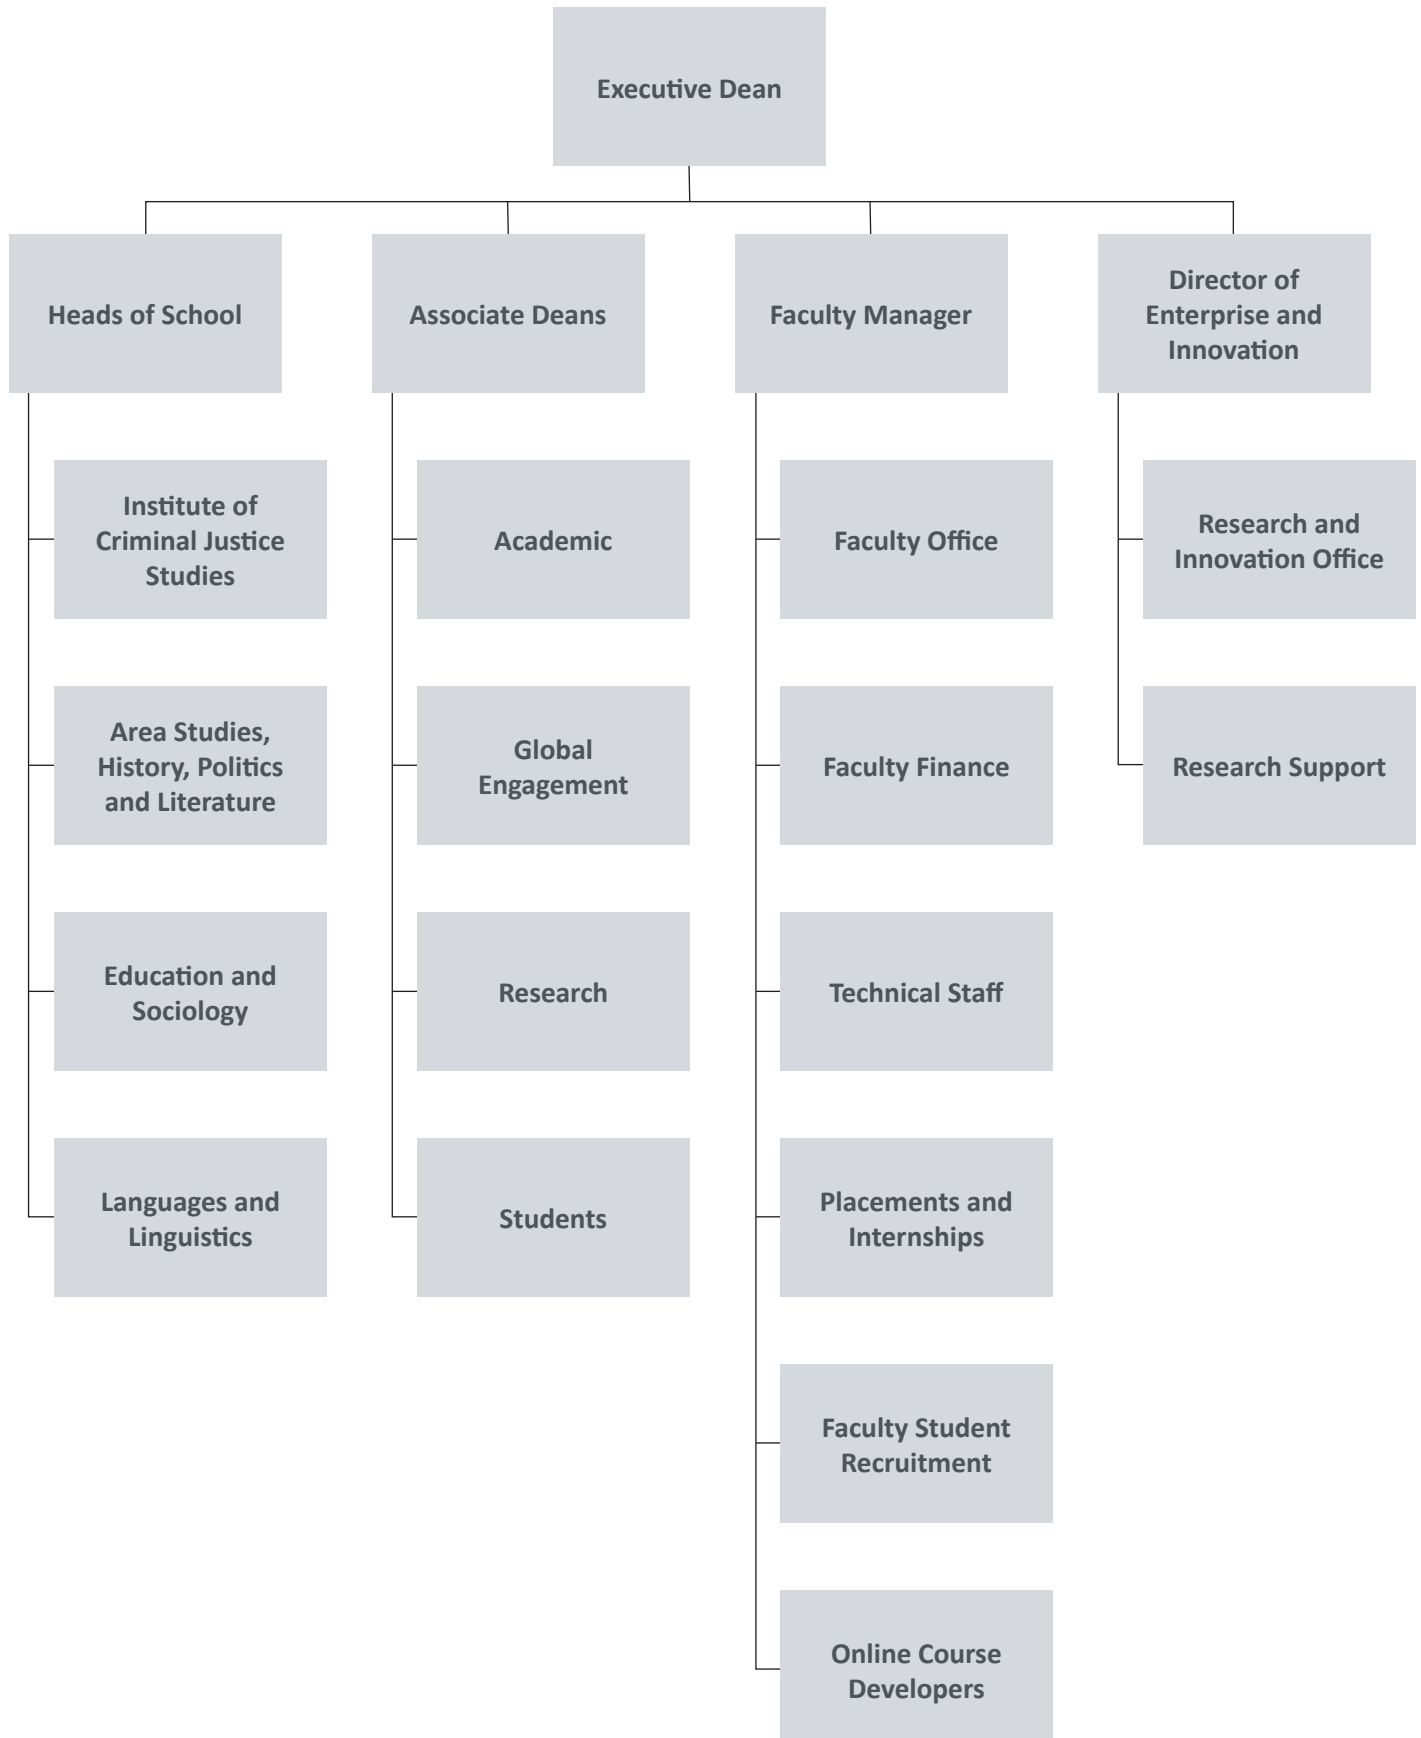 Executive Dean
Heads of School
Associate Deans
Faculty Manager
Director of
Enterprise and
Innovation
Institute of
Criminal Justice
Studies
Academic
Faculty Office
Research and
Innovation Office
Area Studies,
History, Politics
and Literature
Global
Engagement
Faculty Finance
Research Support
Education and
Sociology
Research
Technical Staff
Languages and
Linguistics
Students
Placements and
Internships
Faculty Student
Recruitment
Online Course
Developers